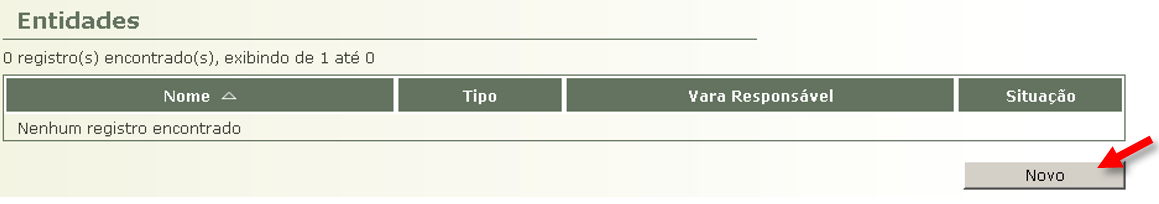 Entidades
0 registro(s) encontrado(s), exibindo de 1 até 0
Nome Tipo Vara Responsável Situação
Nenhum registro encontrado
Novo